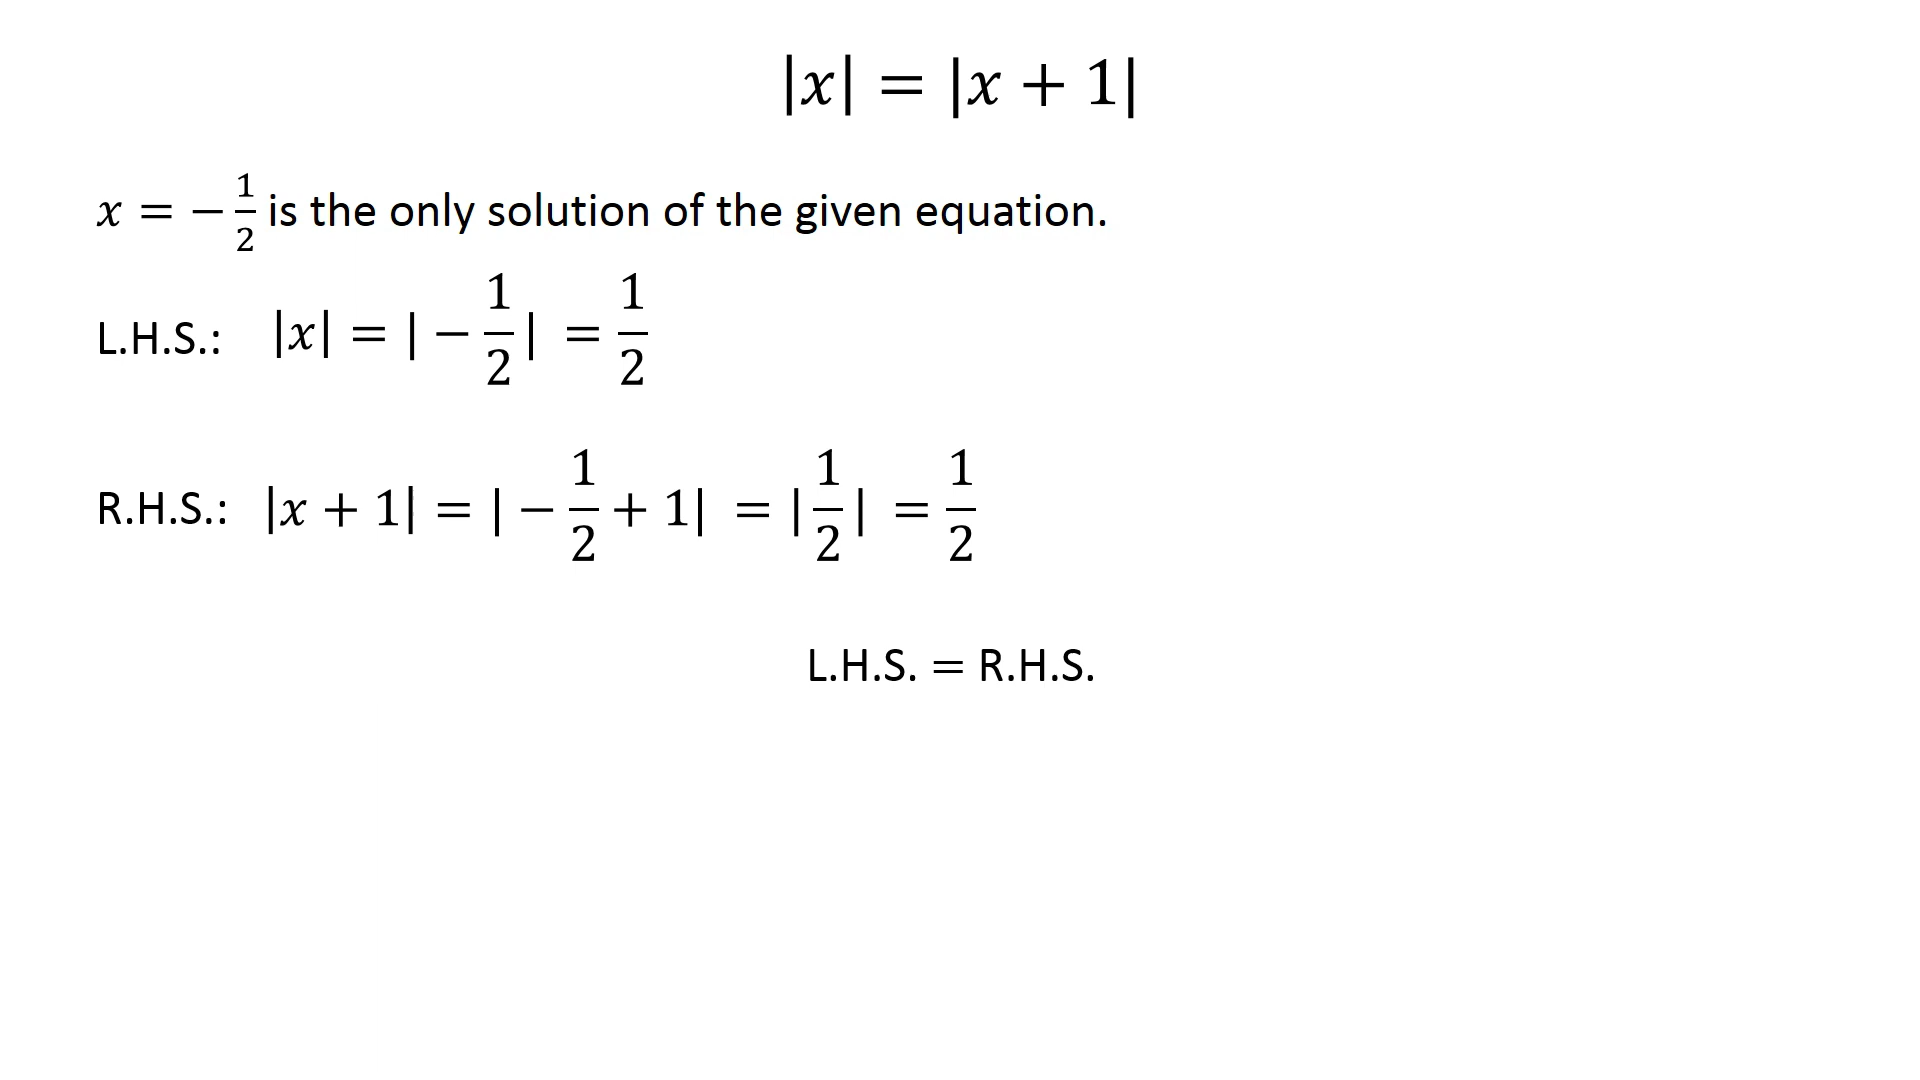 |x| = |x + 1|
x = −1/2 is the only solution of the given equation.
L.H.S.: |x| = | − 1/2 | = 1/2
R.H.S.: |x + 1| = | − 1/2 + 1| = | 1/2 | = 1/2
L.H.S. = R.H.S.